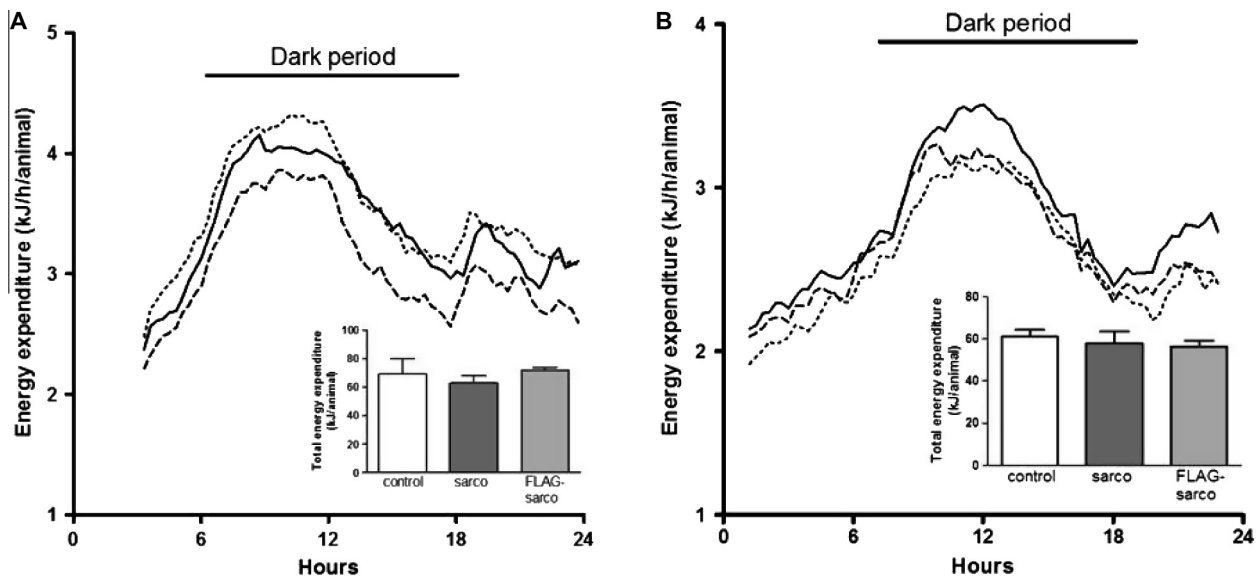 A
Dark period
Energy expenditure (kJ/h/animal)
5
4
3
2
1
0
6
12
18
24
Hours
Total energy expenditure
(kJ/animal)
100
80
60
40
20
0
control
sarco
FLAG-
sarco
B
Dark period
Energy expenditure (kJ/h/animal)
4
3
2
1
0
6
12
18
24
Hours
Total energy expenditure
(kJ/animal)
80
60
40
20
0
control
sarco
FLAG-
sarco